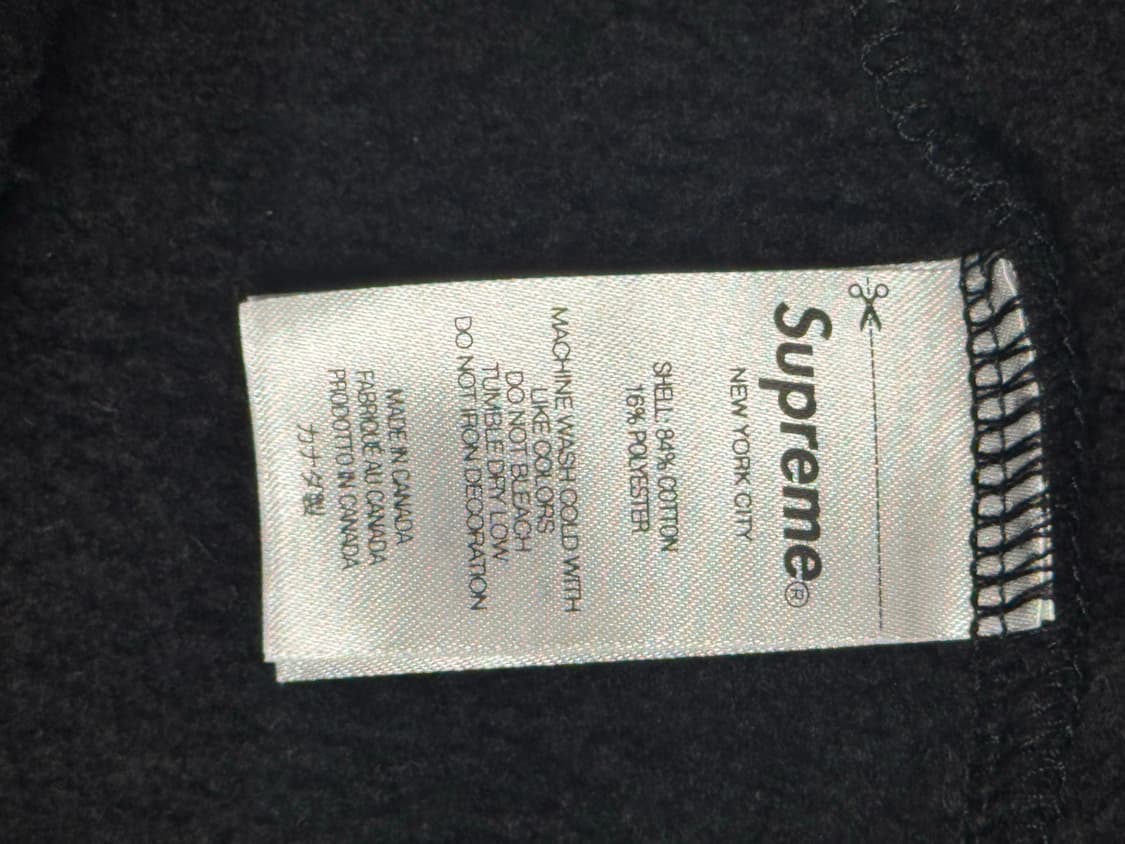 Supreme®
NEW YORK CITY
SHELL: 84% COTTON
16% POLYESTER
MACHINE WASH COLD WITH
LIKE COLORS
DO NOT BLEACH
TUMBLE DRY LOW
DO NOT IRON DECORATION
MADE IN CANADA
FABRIQUÉ AU CANADA
PRODOTTO IN CANADA
カナダ製